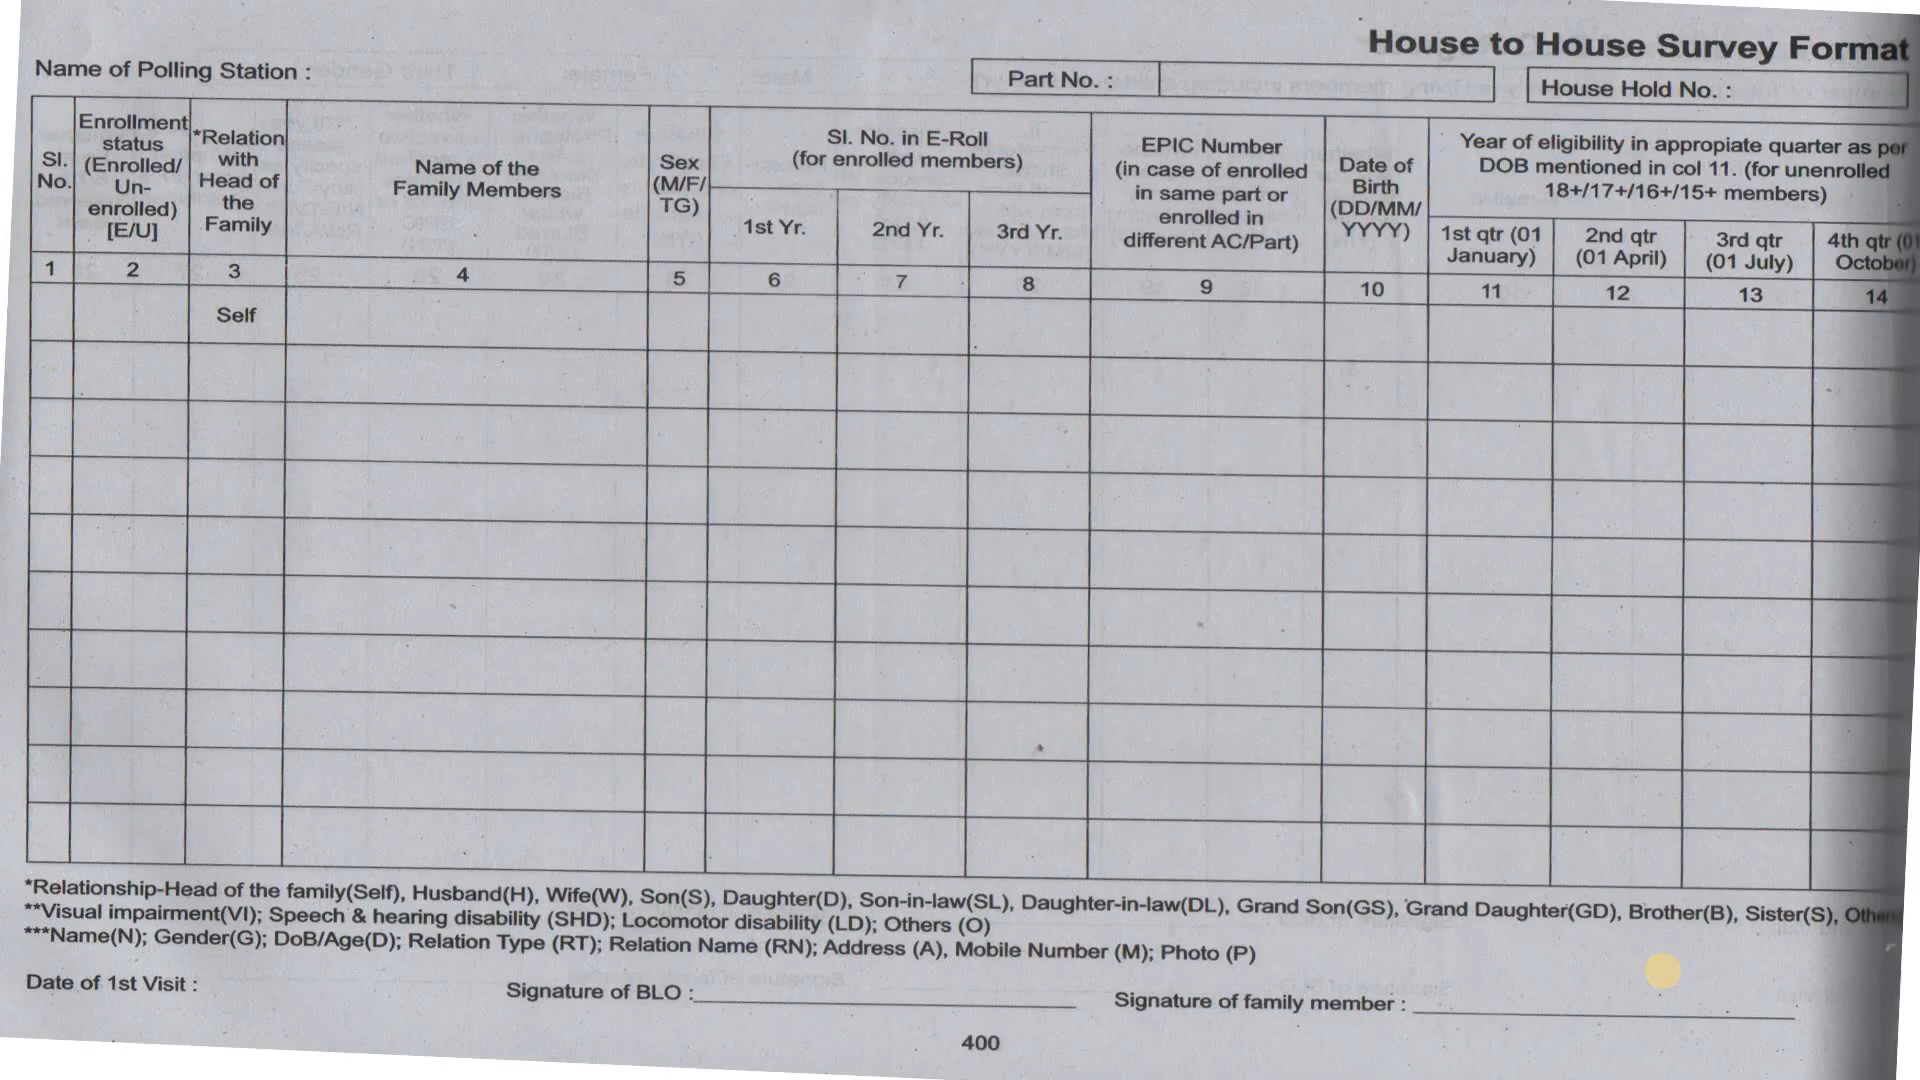 House to House Survey Format
Name of Polling Station :
Part No. :
House Hold No. :
Sl.
No.
Enrollment
status
(Enrolled/
Un-
enrolled)
[E/U]
*Relation
with
Head of
the
Family
Name of the
Family Members
Sex
(M/F/
TG)
Sl. No. in E-Roll
(for enrolled members)
1st Yr.
2nd Yr.
3rd Yr.
EPIC Number
(in case of enrolled
in same part or
enrolled in
different AC/Part)
Date of
Birth
(DD/MM/
YYYY)
Year of eligibility in appropiate quarter as per
DOB mentioned in col 11. (for unenrolled
18+/17+/16+/15+ members)
1st qtr (01
January)
2nd qtr
(01 April)
3rd qtr
(01 July)
4th qtr (01
October)
1 2 3 4 5 6 7 8 9 10 11 12 13 14
Self
*Relationship-Head of the family(Self), Husband(H), Wife(W), Son(S), Daughter(D), Son-in-law(SL), Daughter-in-law(DL), Grand Son(GS), Grand Daughter(GD), Brother(B), Sister(S),
**Visual impairment(VI); Speech & hearing disability (SHD); Locomotor disability (LD); Others (O)
***Name(N); Gender(G); DoB/Age(D); Relation Type (RT); Relation Name (RN); Address (A), Mobile Number (M); Photo (P)
Date of 1st Visit :
Signature of BLO :
Signature of family member :
400